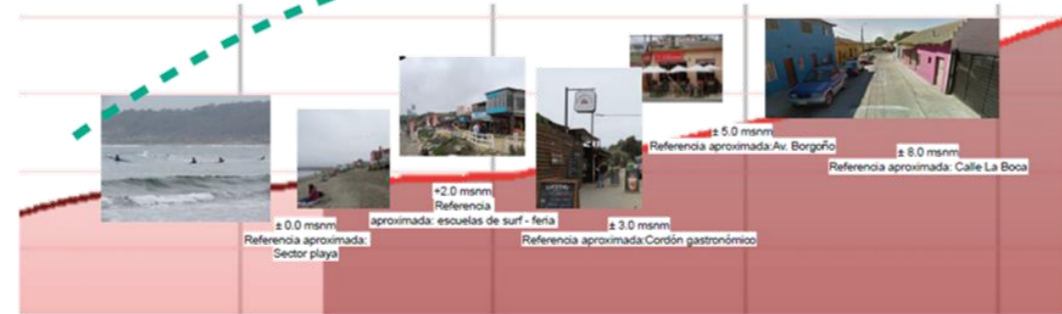 ± 0.0 msnm
Referencia aproximada:
Sector playa
+2.0 msnm
Referencia
aproximada: escuelas de surf - feria
± 3.0 msnm
Referencia aproximada:Cordón gastronómico
± 5.0 msnm
Referencia aproximada:Av. Borgoño
± 8.0 msnm
Referencia aproximada: Calle La Boca